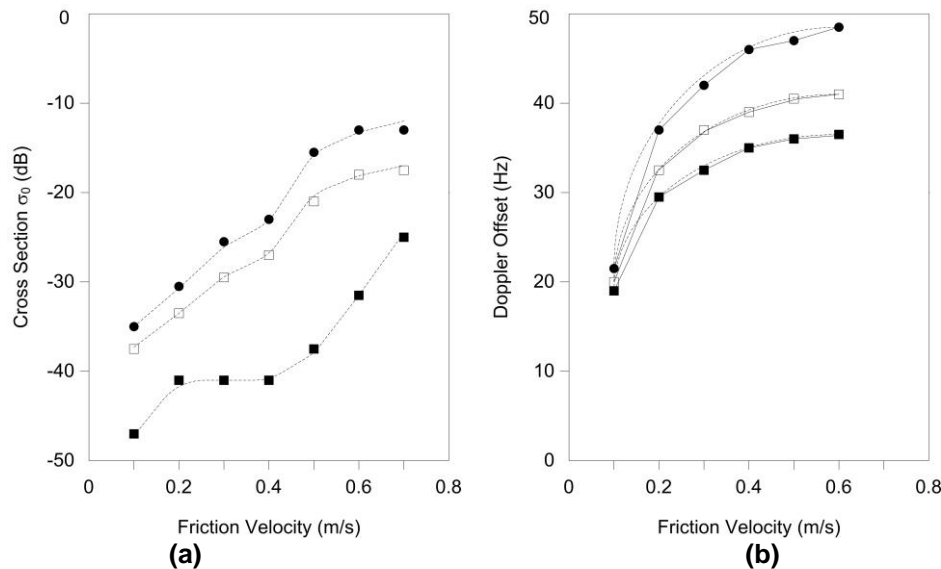 0
-10
-20
-30
-40
-50
Cross Section σ₀ (dB)
0 0.2 0.4 0.6 0.8
Friction Velocity (m/s)
(a)
50
40
30
20
10
0
Doppler Offset (Hz)
0 0.2 0.4 0.6 0.8
Friction Velocity (m/s)
(b)